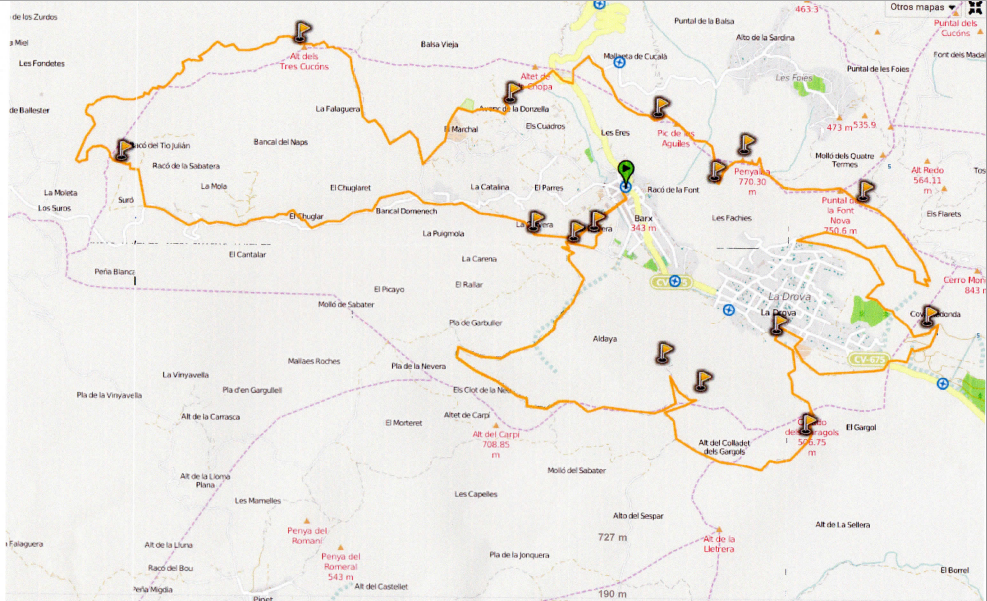 Otros mapas
de los Zurdos
463.3
Puntal de la Balsa
Puntal dels
Cucóns
Alto de la Sardina
a Miel
Balsa Vieja
Los Fondetes
Alt dels
Tres Cucóns
Mallaeta de Cucalà
Font dels Madal
Puntal de les Foies
Les Foies
Altet de
Chopa
de Ballester
La Falaguera
Avenc de la Donzella
El Marchal
Els Cuadros
Les Eres
Pic de les
Aguiles
473 m
535.9
Racó del Tio Julián
Bancal del Naps
Racó de la Sabatera
Molló dels Quatre
Termes
Penya
770.30
m
Alt Redo
564.11
m
Tos
La Moleta
La Mola
El Chuglaret
La Catalina
El Parres
Racó de la Font
Suró
Los Suros
Puntal de
la Font
Nova
750.6 m
Els Flarets
El Chuglar
Bancal Domenech
Barx
343 m
Les Fachies
La Puigmola
El Cantalar
La Carena
Peña Blanca
El Rallar
El Picayo
CV-675
Cerro Mon
843 m
La Drova
Molló de Sabater
La Drova
Pla de Garbuller
Aldaya
Mallaes Roches
Pla de la Nevera
CV-675
La Vinyavella
Pla de la Vinyavella
Pla d'en Gargullell
Els Clot de la Ne
Alt de la Carrasca
Altet de Carpi
El Morteret
Alt del Carpi
708.85
m
506.75
m
El Gargol
Alt del Colladet
dels Gargols
Molló del Sabater
Alt de la Lloma
Plana
Les Mamelles
Les Capelles
Alto del Sespar
Alt de La Sellera
Penya del
Romaní
727 m
Alt de la
Lletrera
a Falaguera
Alt de la Lluna
Penya del
Romeral
543 m
Pla de la Jonquera
Racó del Bou
El Borrel
Peña Migdia
Alt del Castellet
190 m
Pinet